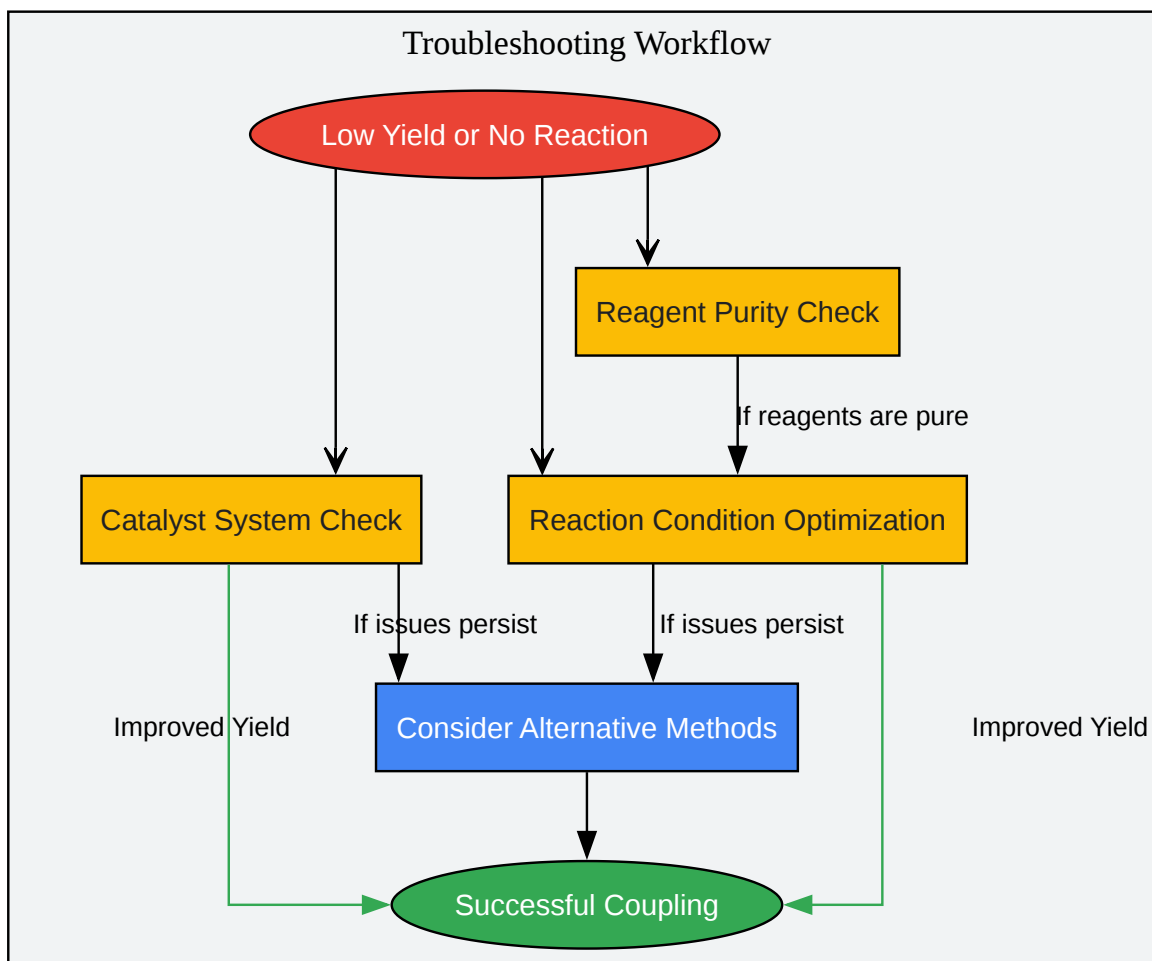 Troubleshooting Workflow
Low Yield or No Reaction
Reagent Purity Check
If reagents are pure
Catalyst System Check
Reaction Condition Optimization
If issues persist
If issues persist
Improved Yield
Consider Alternative Methods
Improved Yield
Successful Coupling